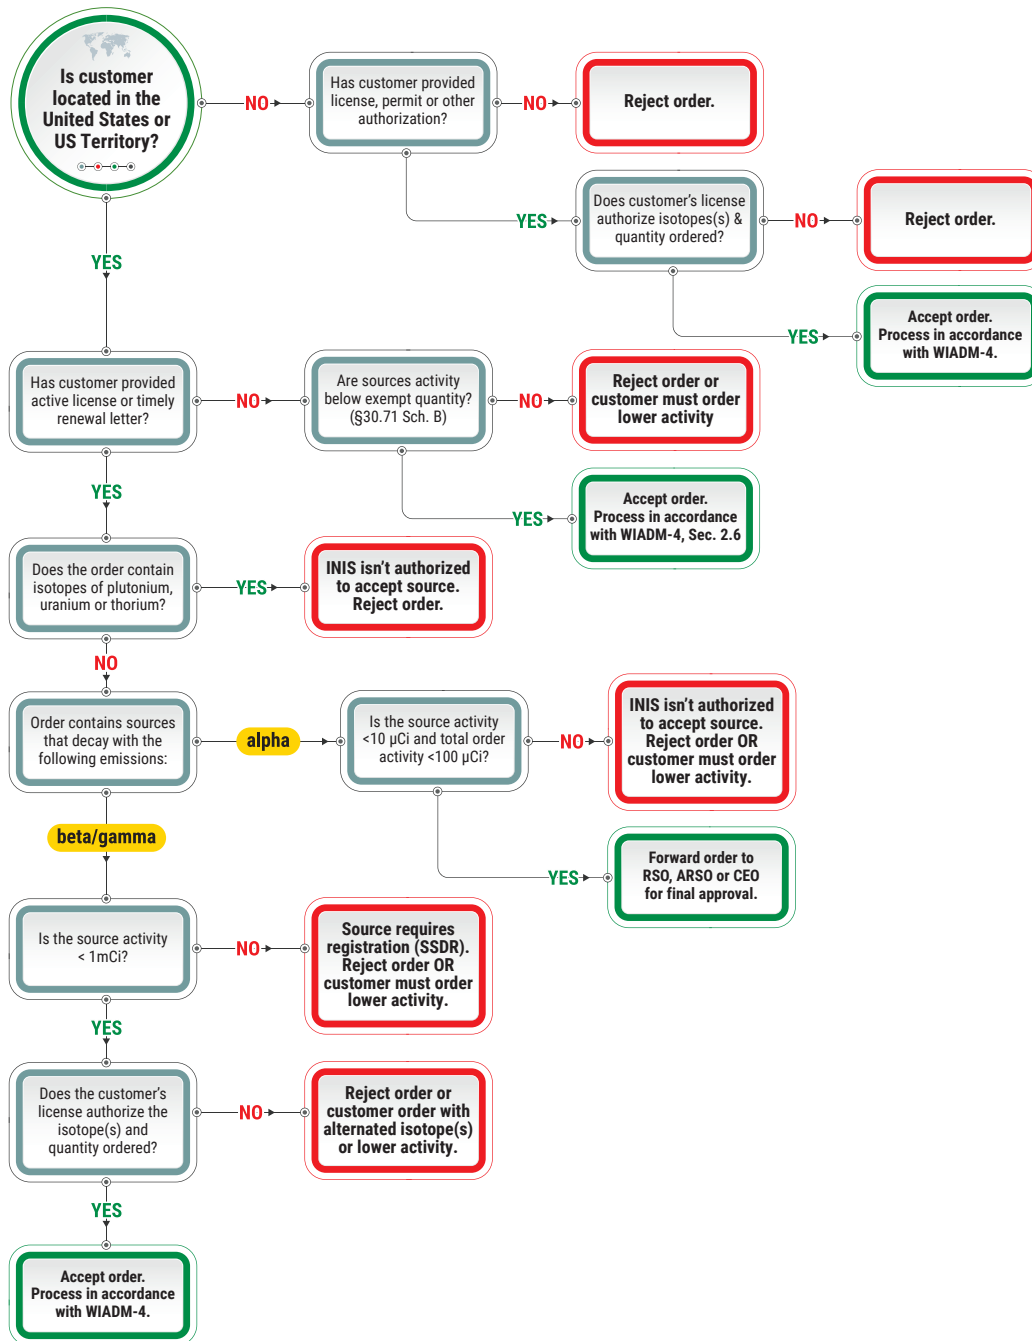 Is customer
located in the
United States or
US Territory?
NO
Has customer provided
license, permit or other
authorization?
NO
Reject order.
YES
Does customer's license
authorize isotopes(s) &
quantity ordered?
NO
Reject order.
YES
Accept order.
Process in accordance
with WIADM-4.
YES
Has customer provided
active license or timely
renewal letter?
NO
Are sources activity
below exempt quantity?
(§30.71 Sch. B)
NO
Reject order or
customer must order
lower activity
YES
Accept order.
Process in accordance
with WIADM-4, Sec. 2.6
YES
Does the order contain
isotopes of plutonium,
uranium or thorium?
YES
INIS isn't authorized
to accept source.
Reject order.
NO
Order contains sources
that decay with the
following emissions:
alpha
Is the source activity
<10 µCi and total order
activity <100 µCi?
NO
INIS isn't authorized
to accept source.
Reject order OR
customer must order
lower activity.
YES
Forward order to
RSO, ARSO or CEO
for final approval.
beta/gamma
Is the source activity
< 1mCi?
NO
Source requires
registration (SSDR).
Reject order OR
customer must order
lower activity.
YES
Does the customer's
license authorize the
isotope(s) and
quantity ordered?
NO
Reject order or
customer order with
alternated isotope(s)
or lower activity.
YES
Accept order.
Process in accordance
with WIADM-4.